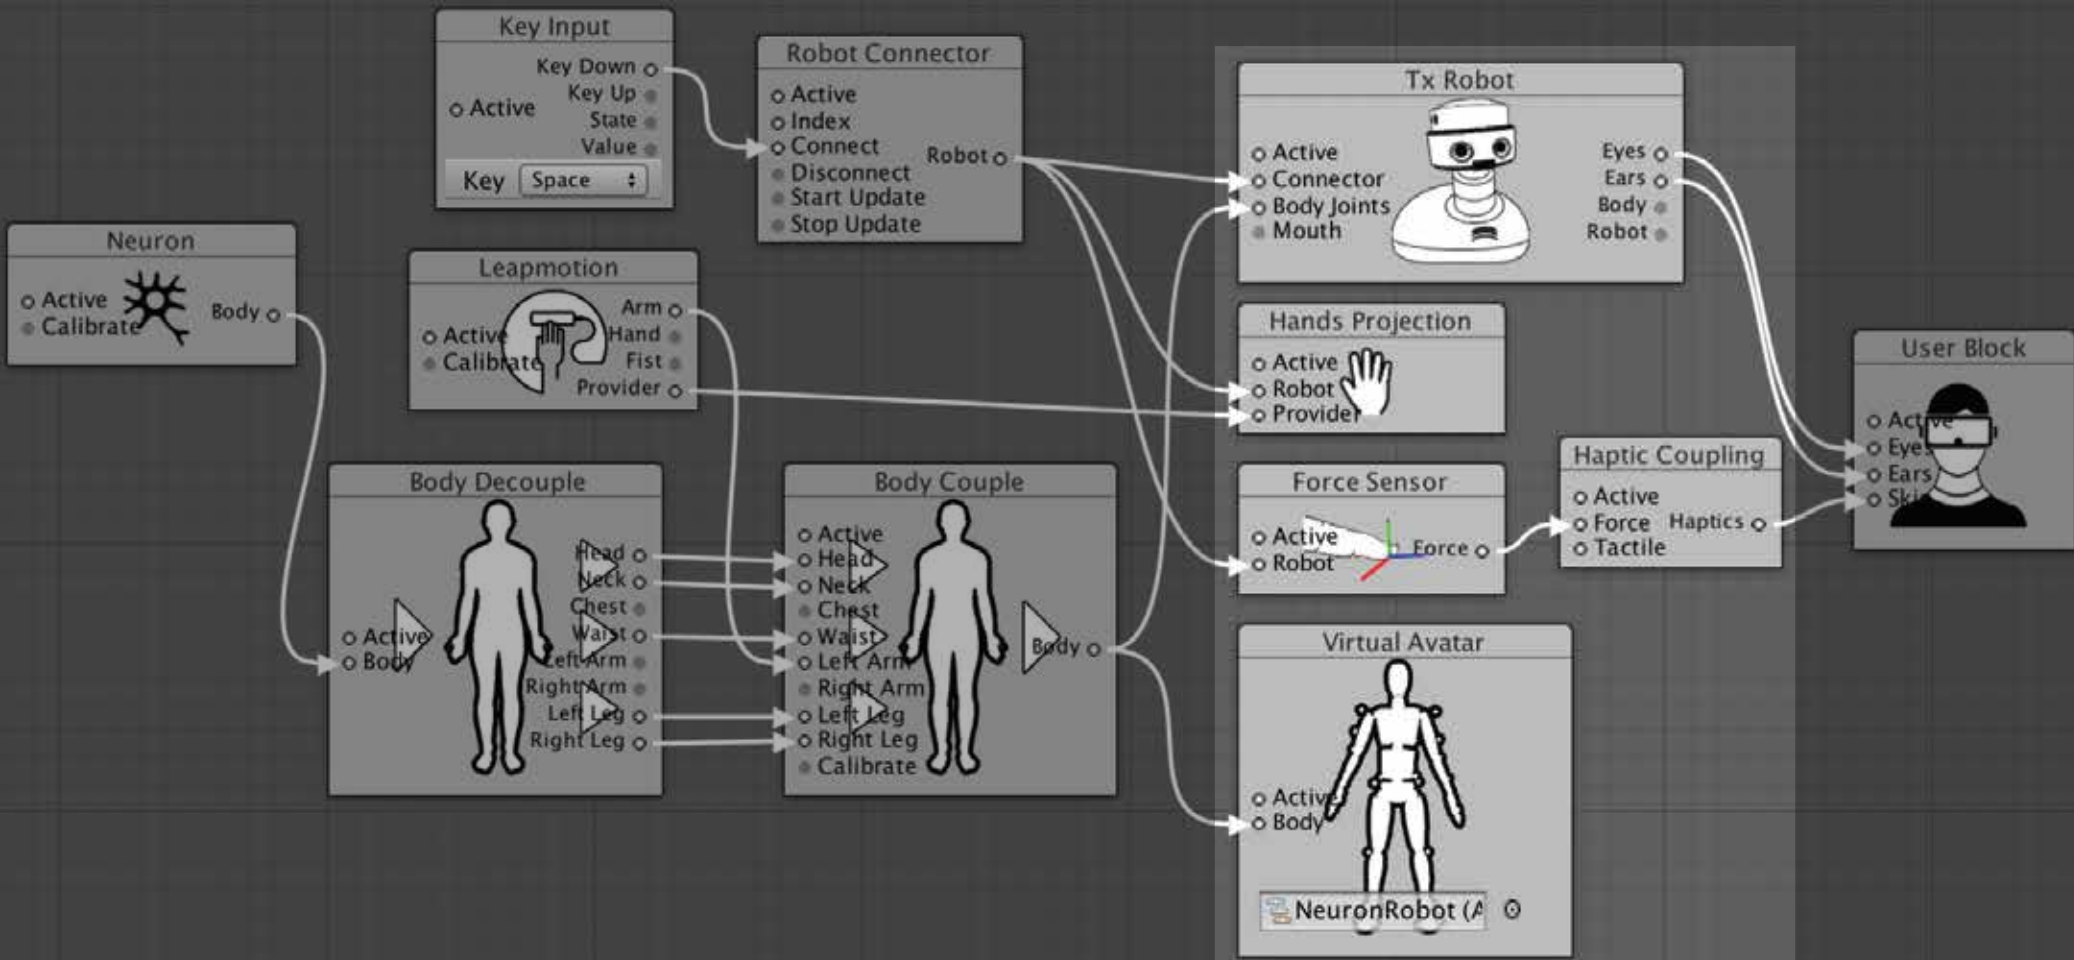 Key Input
Key Down
Key Up
Active
State
Value
Key Space
Robot Connector
Active
Index
Connect
Robot
Disconnect
Start Update
Stop Update
Tx Robot
Active
Connector
Body Joints
Mouth
Eyes
Ears
Body
Robot
Neuron
Active
Calibrate
Body
Leapmotion
Active
Calibrate
Arm
Hand
Fist
Provider
Hands Projection
Active
Robot
Provider
User Block
Active
Eyes
Ears
Body Decouple
Active
Body
Head
Neck
Chest
Waist
Left Arm
Right Arm
Left Leg
Right Leg
Body Couple
Active
Head
Neck
Chest
Waist
Left Arm
Right Arm
Left Leg
Right Leg
Calibrate
Body
Force Sensor
Active
Robot
Force
Haptic Coupling
Active
Force
Tactile
Haptics
Virtual Avatar
Active
Body
NeuronRobot (A